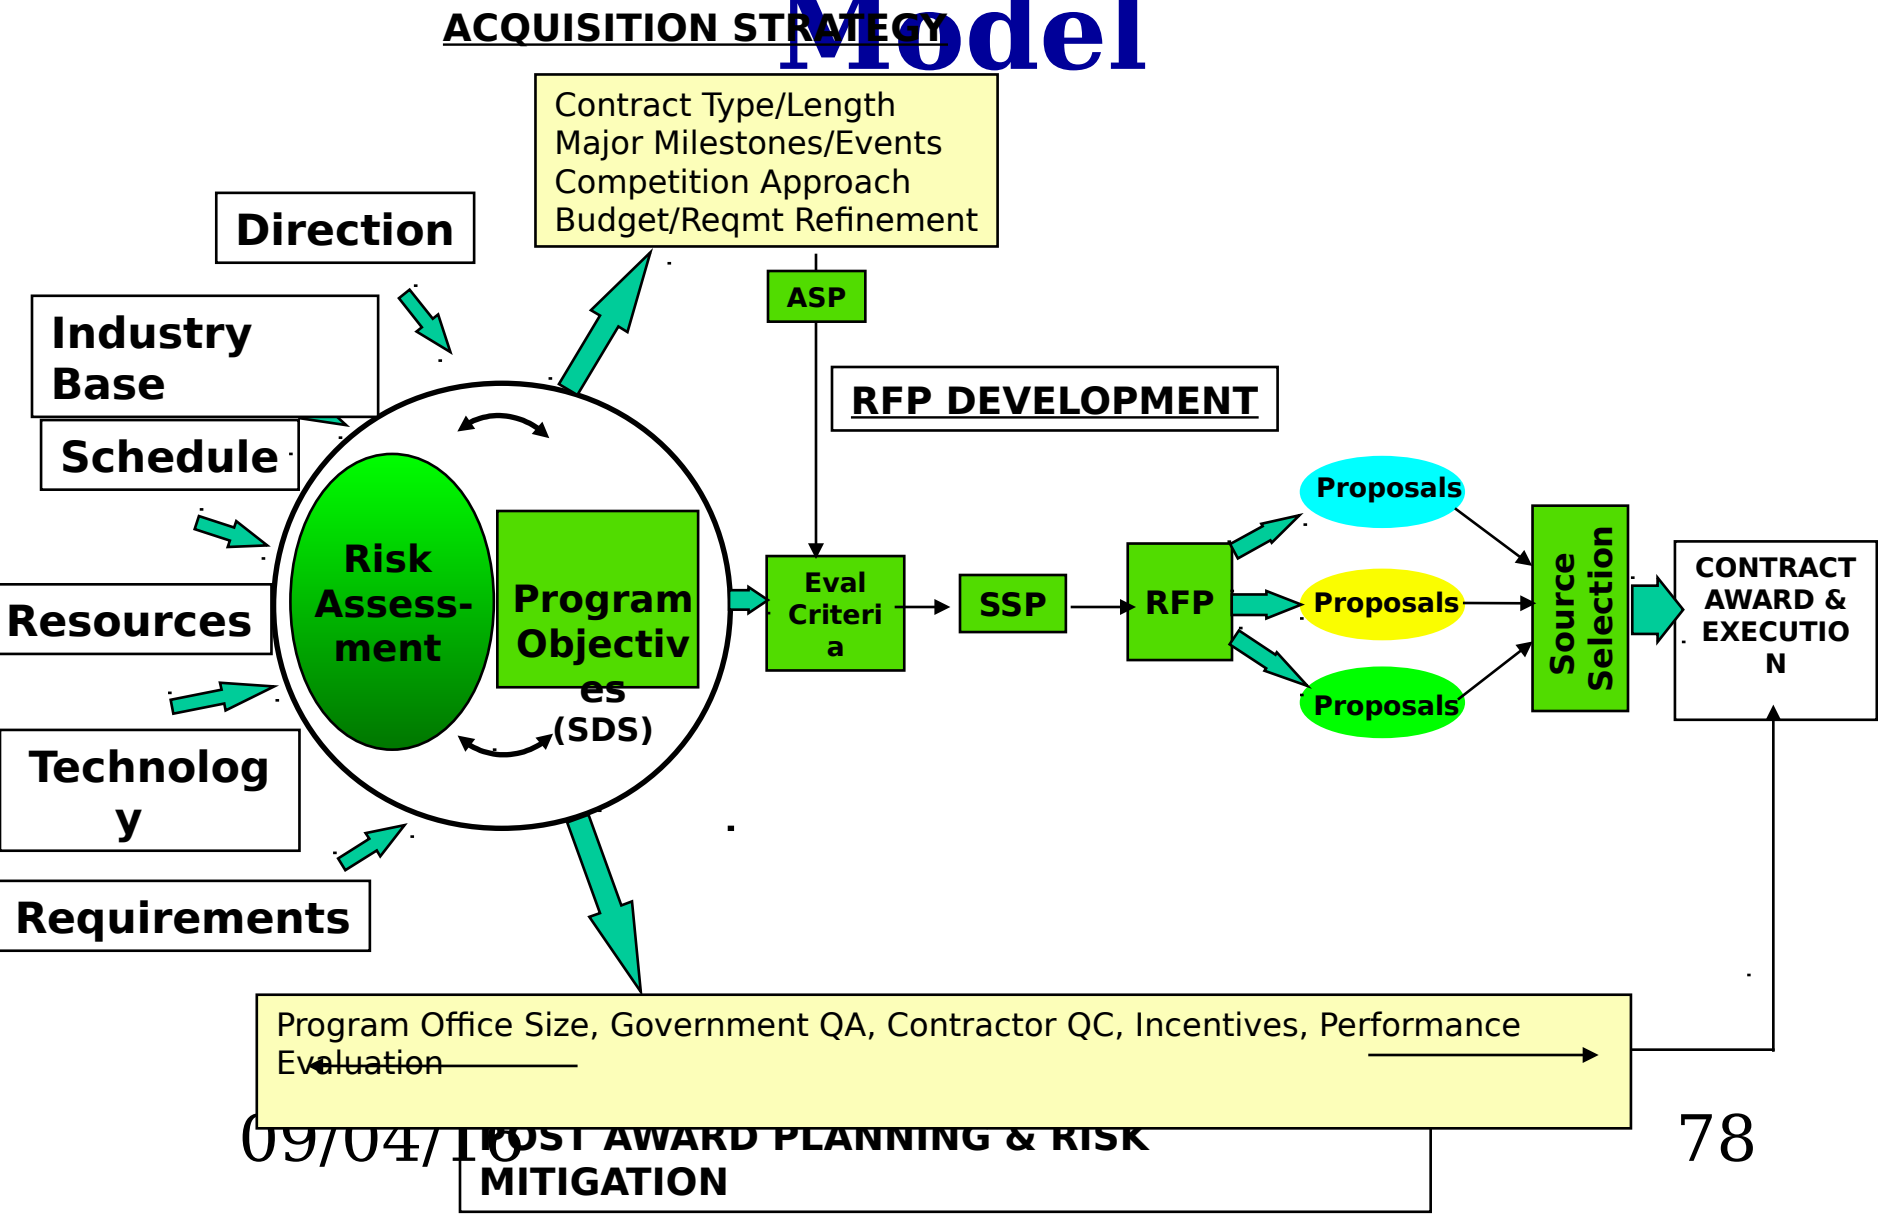 Model
ACQUISITION STRATEGY
Contract Type/Length
Major Milestones/Events
Competition Approach
Budget/Reqmt Refinement
Direction
ASP
Industry
Base
RFP DEVELOPMENT
Schedule
Resources
Technolog
y
Requirements
Risk
Assess-
ment
Program
Objectiv
es
(SDS)
Eval
Criteri
a
SSP
RFP
Proposals
Proposals
Proposals
Source
Selection
CONTRACT
AWARD &
EXECUTIO
N
Program Office Size, Government QA, Contractor QC, Incentives, Performance
Evaluation
POST AWARD PLANNING & RISK
MITIGATION
09/04/16
78